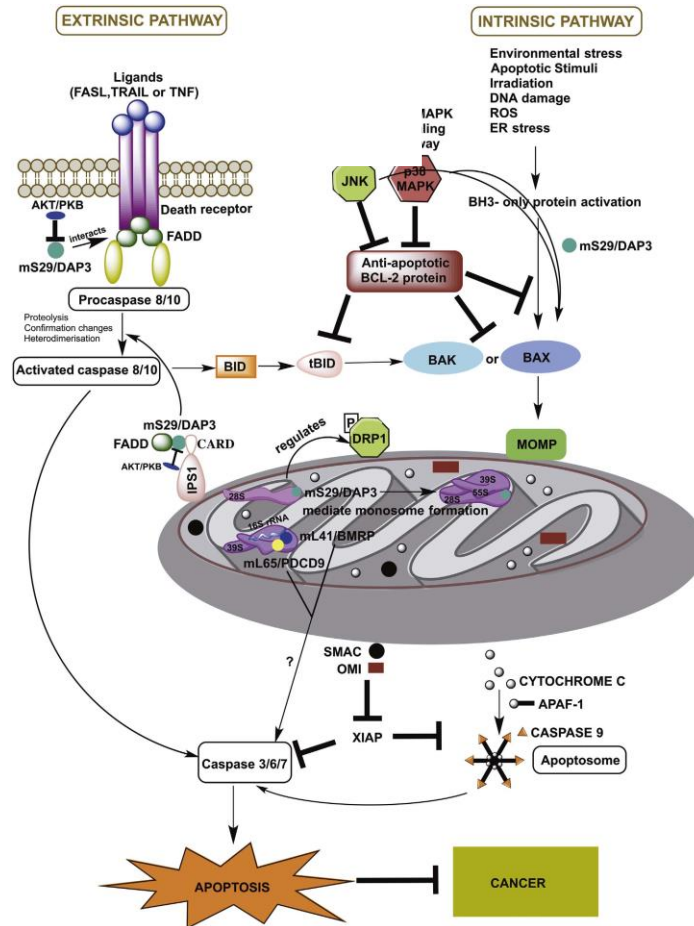 EXTRINSIC PATHWAY
INTRINSIC PATHWAY
Ligands
(FASL,TRAIL or TNF)
Environmental stress
Apoptotic Stimuli
Irradiation
DNA damage
ROS
ER stress
MAPK
ling
ay
JNK
p38
MAPK
AKT/PKB
Death receptor
interacts
FADD
mS29/DAP3
BH3- only protein activation
mS29/DAP3
Anti-apoptotic
BCL-2 protein
Procaspase 8/10
Proteolysis
Confirmation changes
Heterodimerisation
Activated caspase 8/10
BID
tBID
BAK
or
BAX
mS29/DAP3
FADD
CARD
AKT/PKB
IPS1
regulates
P
DRP1
MOMP
28S
mS29/DAP3
39S
55S
28S
mediate monosome formation
16S rRNA
39S
mL41/BMRP
mL65/PDCD9
?
SMAC
OMI
CYTOCHROME C
APAF-1
XIAP
CASPASE 9
Apoptosome
Caspase 3/6/7
APOPTOSIS
CANCER